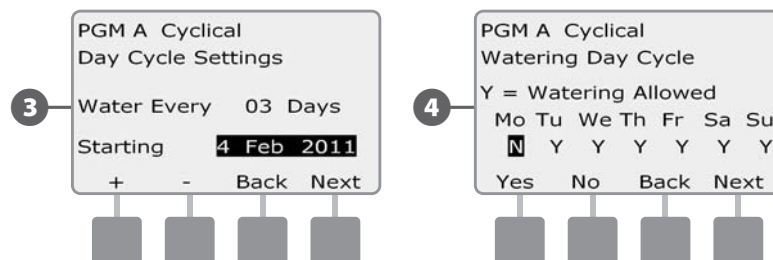 3
PGM A Cyclical
Day Cycle Settings
Water Every 03 Days
Starting 4 Feb 2011
+ - Back Next
4
PGM A Cyclical
Watering Day Cycle
Y = Watering Allowed
Mo Tu We Th Fr Sa Su
N Y Y Y Y Y Y
Yes No Back Next